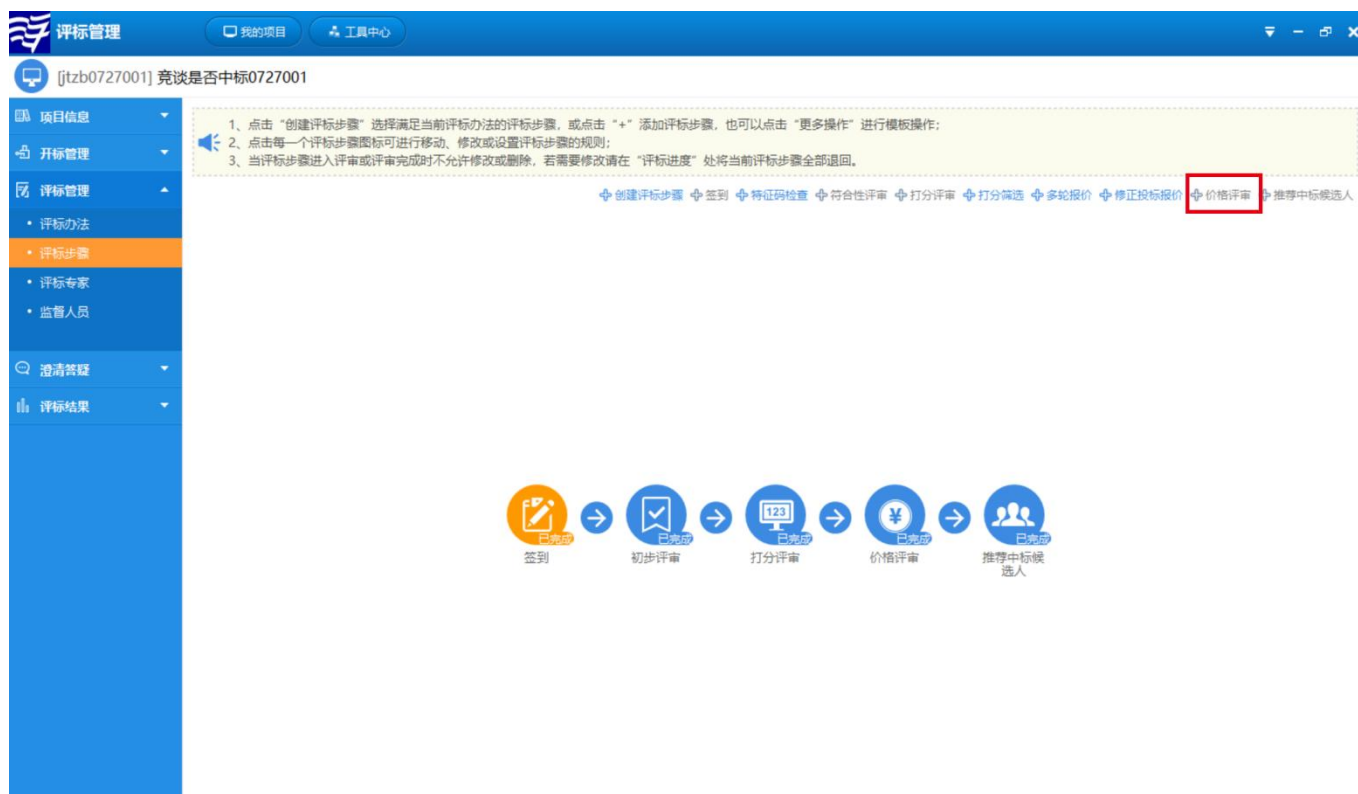 评标管理
我的项目
工具中心
[jtzb0727001] 竞谈是否中标0727001
项目信息
开标管理
评标管理
• 评标办法
• 评标步骤
• 评标专家
• 监督人员
澄清答疑
评标结果
1、点击“创建评标步骤”选择满足当前评标办法的评标步骤，或点击“+”添加评标步骤，也可以点击“更多操作”进行模板操作；
2、点击每一个评标步骤图标可进行移动、修改或设置评标步骤的规则；
3、当评标步骤进入评审或评审完成时不允许修改或删除，若需要修改请在“评标进度”处将当前评标步骤全部退回。
创建评标步骤 签到 特征码检查 符合性评审 打分评审 打分筛选 多轮报价 修正投标报价 价格评审 推荐中标候选人
123 ¥
已完成 已完成 已完成 已完成 已完成
签到 初步评审 打分评审 价格评审 推荐中标候
选人